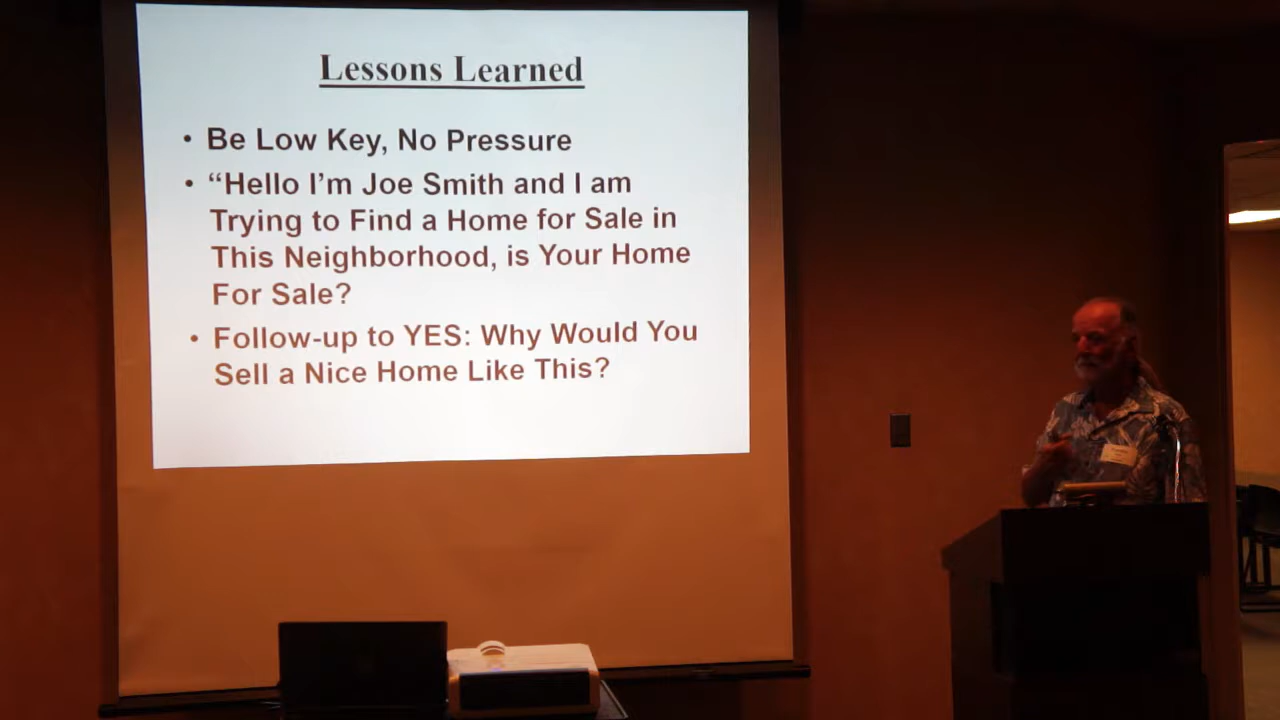 Lessons Learned
• Be Low Key, No Pressure
• “Hello I’m Joe Smith and I am
Trying to Find a Home for Sale in
This Neighborhood, is Your Home
For Sale?
• Follow-up to YES: Why Would You
Sell a Nice Home Like This?